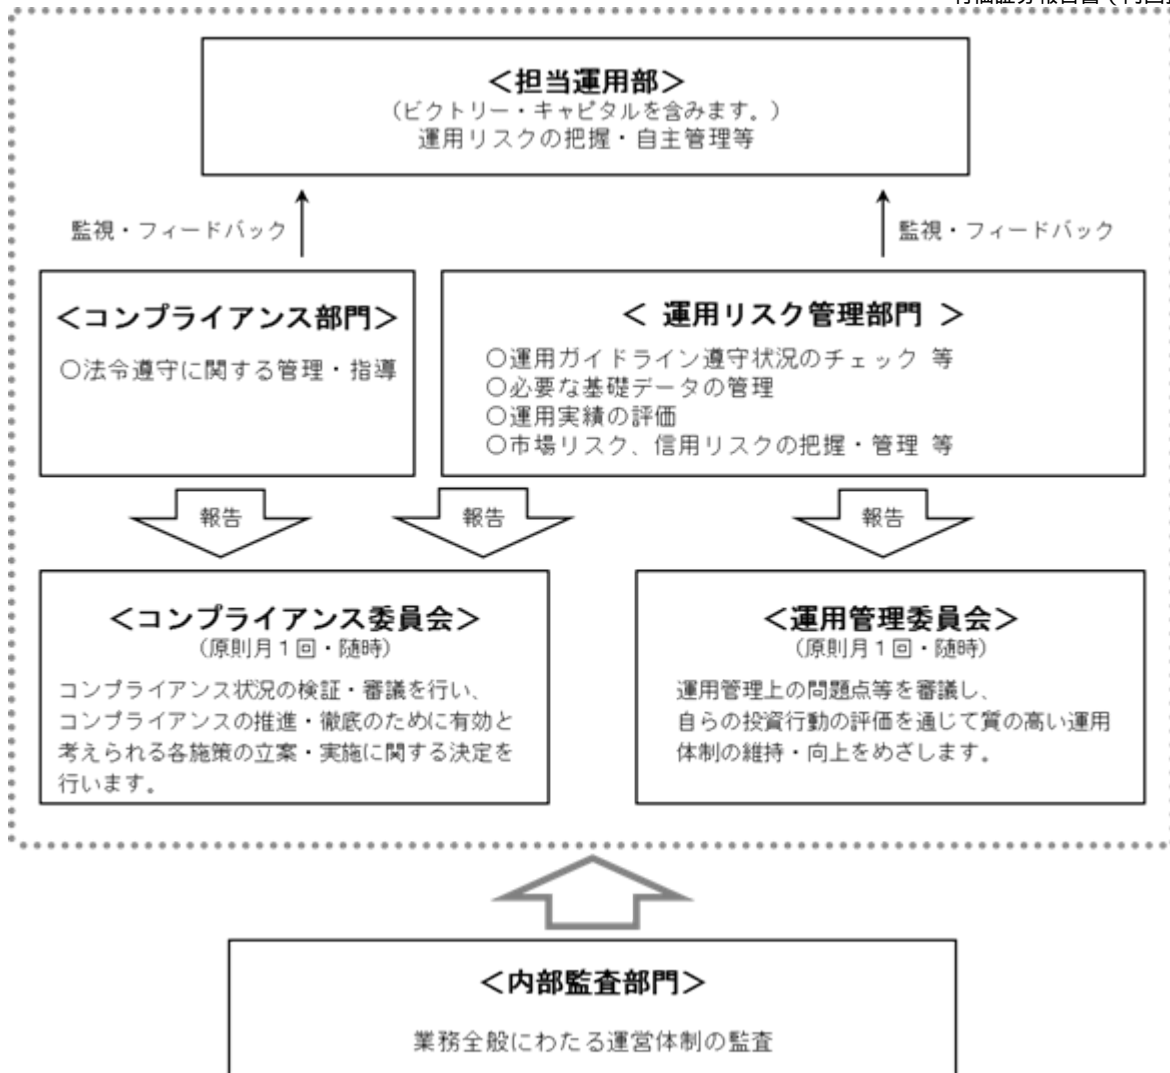 ＜担当運用部＞
（ビクトリー・キャピタルを含みます。）
運用リスクの把握・自主管理等
監視・フィードバック
監視・フィードバック
＜コンプライアンス部門＞
○法令遵守に関する管理・指導
＜ 運用リスク管理部門 ＞
○運用ガイドライン遵守状況のチェック 等
○必要な基礎データの管理
○運用実績の評価
○市場リスク、信用リスクの把握・管理 等
報告
報告
報告
＜コンプライアンス委員会＞
（原則月１回・随時）
コンプライアンス状況の検証・審議を行い、
コンプライアンスの推進・徹底のために有効と
考えられる各施策の立案・実施に関する決定を
行います。
＜運用管理委員会＞
（原則月１回・随時）
運用管理上の問題点等を審議し、
自らの投資行動の評価を通じて質の高い運用
体制の維持・向上をめざします。
＜内部監査部門＞
業務全般にわたる運営体制の監査